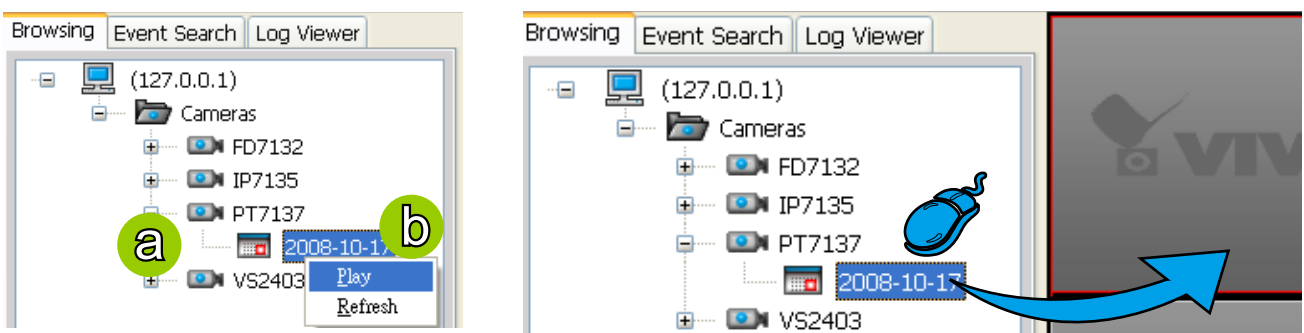 Browsing Event Search Log Viewer
(127.0.0.1)
Cameras
FD7132
IP7135
PT7137
a
b
2008-10-17
Play
VS2403
Refresh
Browsing Event Search Log Viewer
(127.0.0.1)
Cameras
FD7132
IP7135
PT7137
2008-10-17
VS2403
VIV